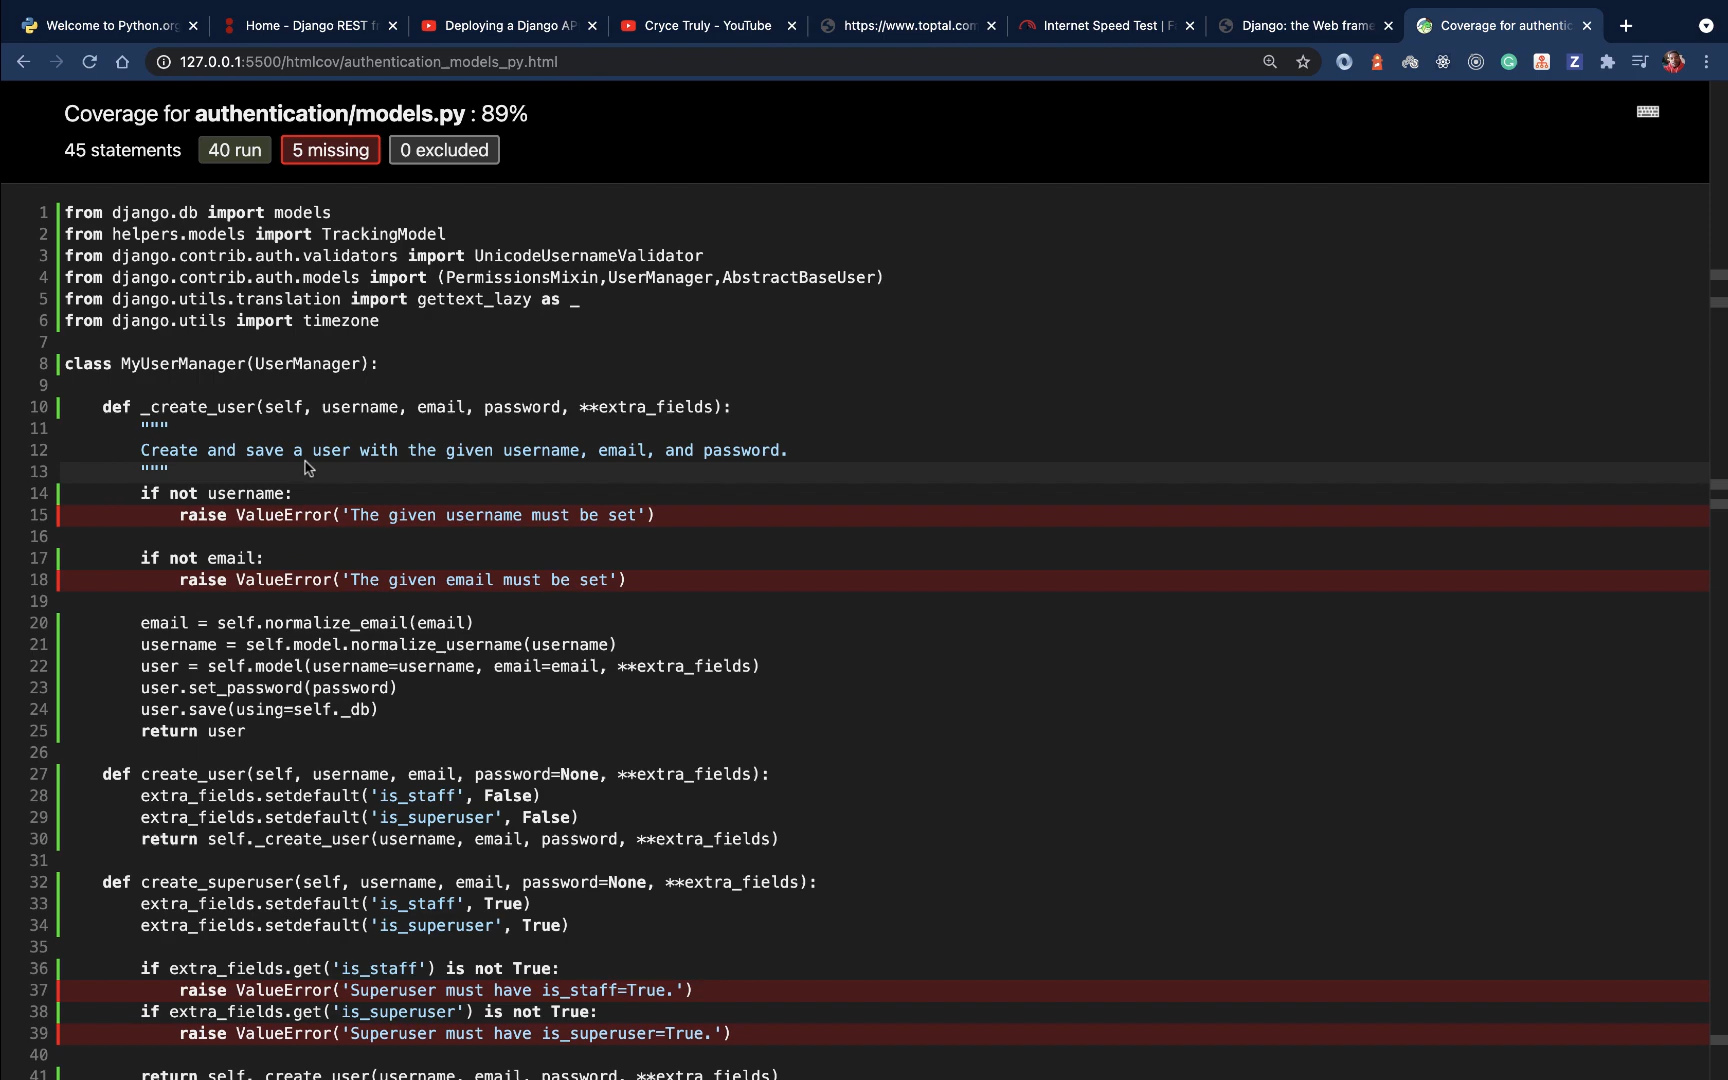 Welcome to Python.org
Home - Django REST f
Deploying a Django AP
Cryce Truly - YouTube
https://www.toptal.com
Internet Speed Test | F
Django: the Web frame
Coverage for authentic
127.0.0.1:5500/htmlcov/authentication_models_py.html
Coverage for authentication/models.py : 89%
45 statements 40 run 5 missing 0 excluded
1 from django.db import models
2 from helpers.models import TrackingModel
3 from django.contrib.auth.validators import UnicodeUsernameValidator
4 from django.contrib.auth.models import (PermissionsMixin,UserManager,AbstractBaseUser)
5 from django.utils.translation import gettext_lazy as _
6 from django.utils import timezone
7
8 class MyUserManager(UserManager):
9
10 def _create_user(self, username, email, password, **extra_fields):
11 """
12 Create and save a user with the given username, email, and password.
13 """
14 if not username:
15 raise ValueError('The given username must be set')
16
17 if not email:
18 raise ValueError('The given email must be set')
19
20 email = self.normalize_email(email)
21 username = self.model.normalize_username(username)
22 user = self.model(username=username, email=email, **extra_fields)
23 user.set_password(password)
24 user.save(using=self._db)
25 return user
26
27 def create_user(self, username, email, password=None, **extra_fields):
28 extra_fields.setdefault('is_staff', False)
29 extra_fields.setdefault('is_superuser', False)
30 return self._create_user(username, email, password, **extra_fields)
31
32 def create_superuser(self, username, email, password=None, **extra_fields):
33 extra_fields.setdefault('is_staff', True)
34 extra_fields.setdefault('is_superuser', True)
35
36 if extra_fields.get('is_staff') is not True:
37 raise ValueError('Superuser must have is_staff=True.')
38 if extra_fields.get('is_superuser') is not True:
39 raise ValueError('Superuser must have is_superuser=True.')
40
41 return self._create_user(username, email, password, **extra_fields)